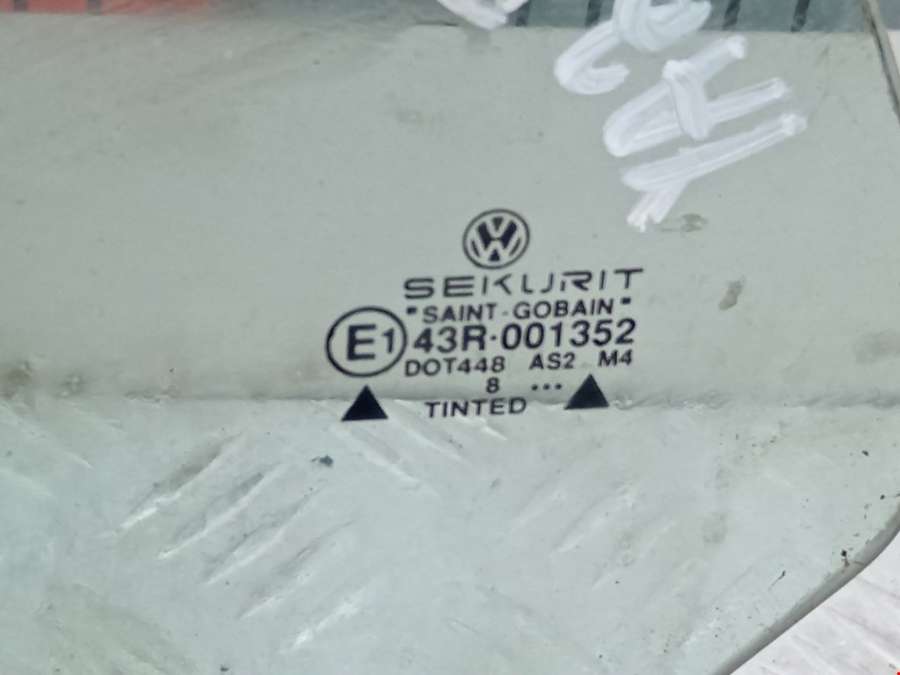 SEKURIT
"SAINT-GOBAIN"
E1 43R-001352
DOT448 AS2 M4
8 ...
TINTED